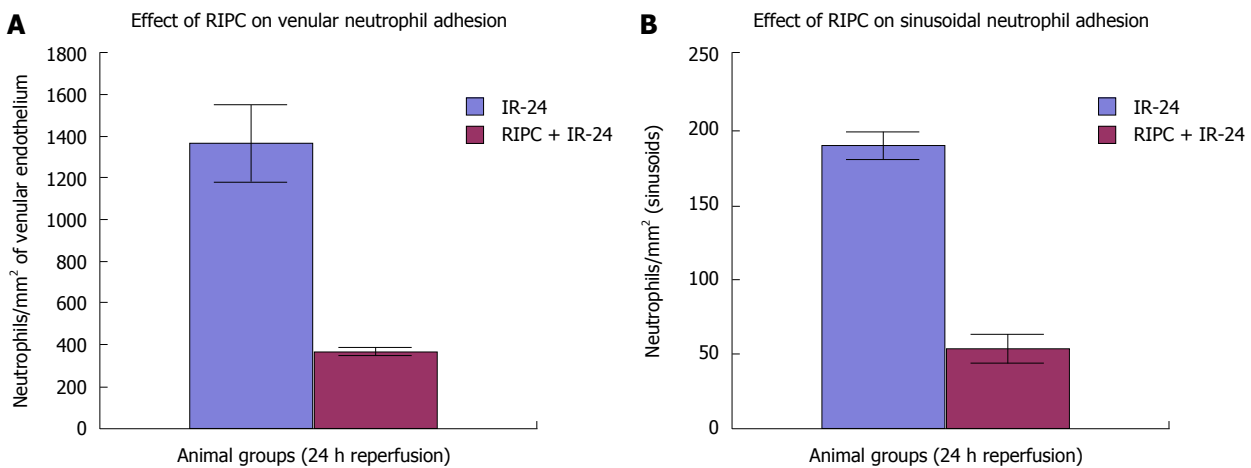 A
Effect of RIPC on venular neutrophil adhesion
Neutrophils/mm² of venular endothelium
1800
1600
1400
1200
1000
800
600
400
200
0
IR-24
RIPC + IR-24
Animal groups (24 h reperfusion)
B
Effect of RIPC on sinusoidal neutrophil adhesion
Neutrophils/mm² (sinusoids)
250
200
150
100
50
0
IR-24
RIPC + IR-24
Animal groups (24 h reperfusion)